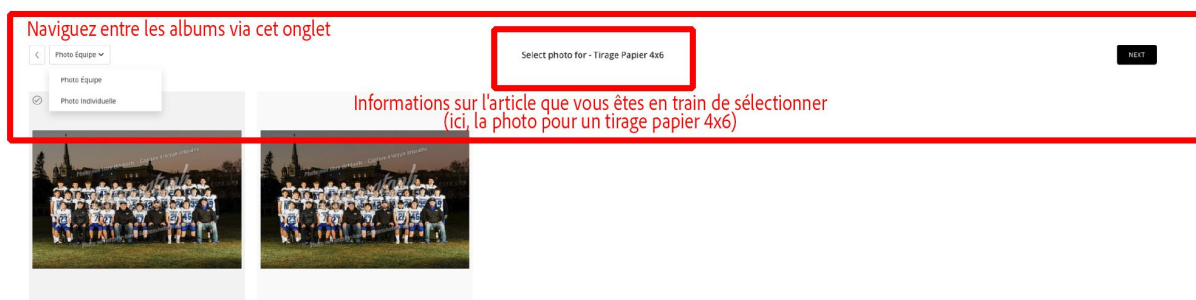 Naviguez entre les albums via cet onglet
Photo Équipe
Select photo for - Tirage Papier 4x6
NEXT
Photo Équipe
Photo Individuelle
Informations sur l'article que vous êtes en train de sélectionner
(ici, la photo pour un tirage papier 4x6)